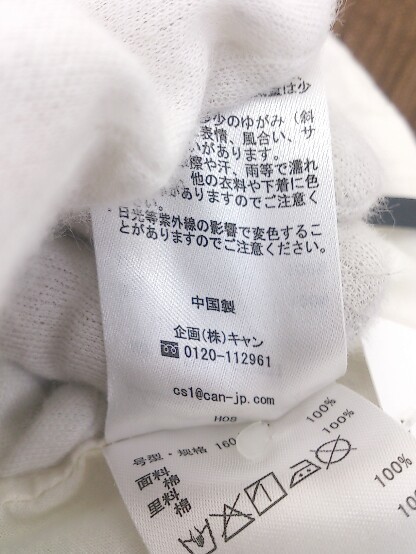 は少
少のゆがみ（斜
表情、風合い、サ
いがあります。
擦や汗、雨等で濡れ
、他の衣料や下着に色
がありますのでご注意く
日光等紫外線の影響で変色するこ
とがありますのでご注意ください。
中国製
企画(株)キャン
0120-112961
cs1@can-jp.com
H08
号型・规格 160
100%
面料 棉
100%
里料 棉
100%
100%